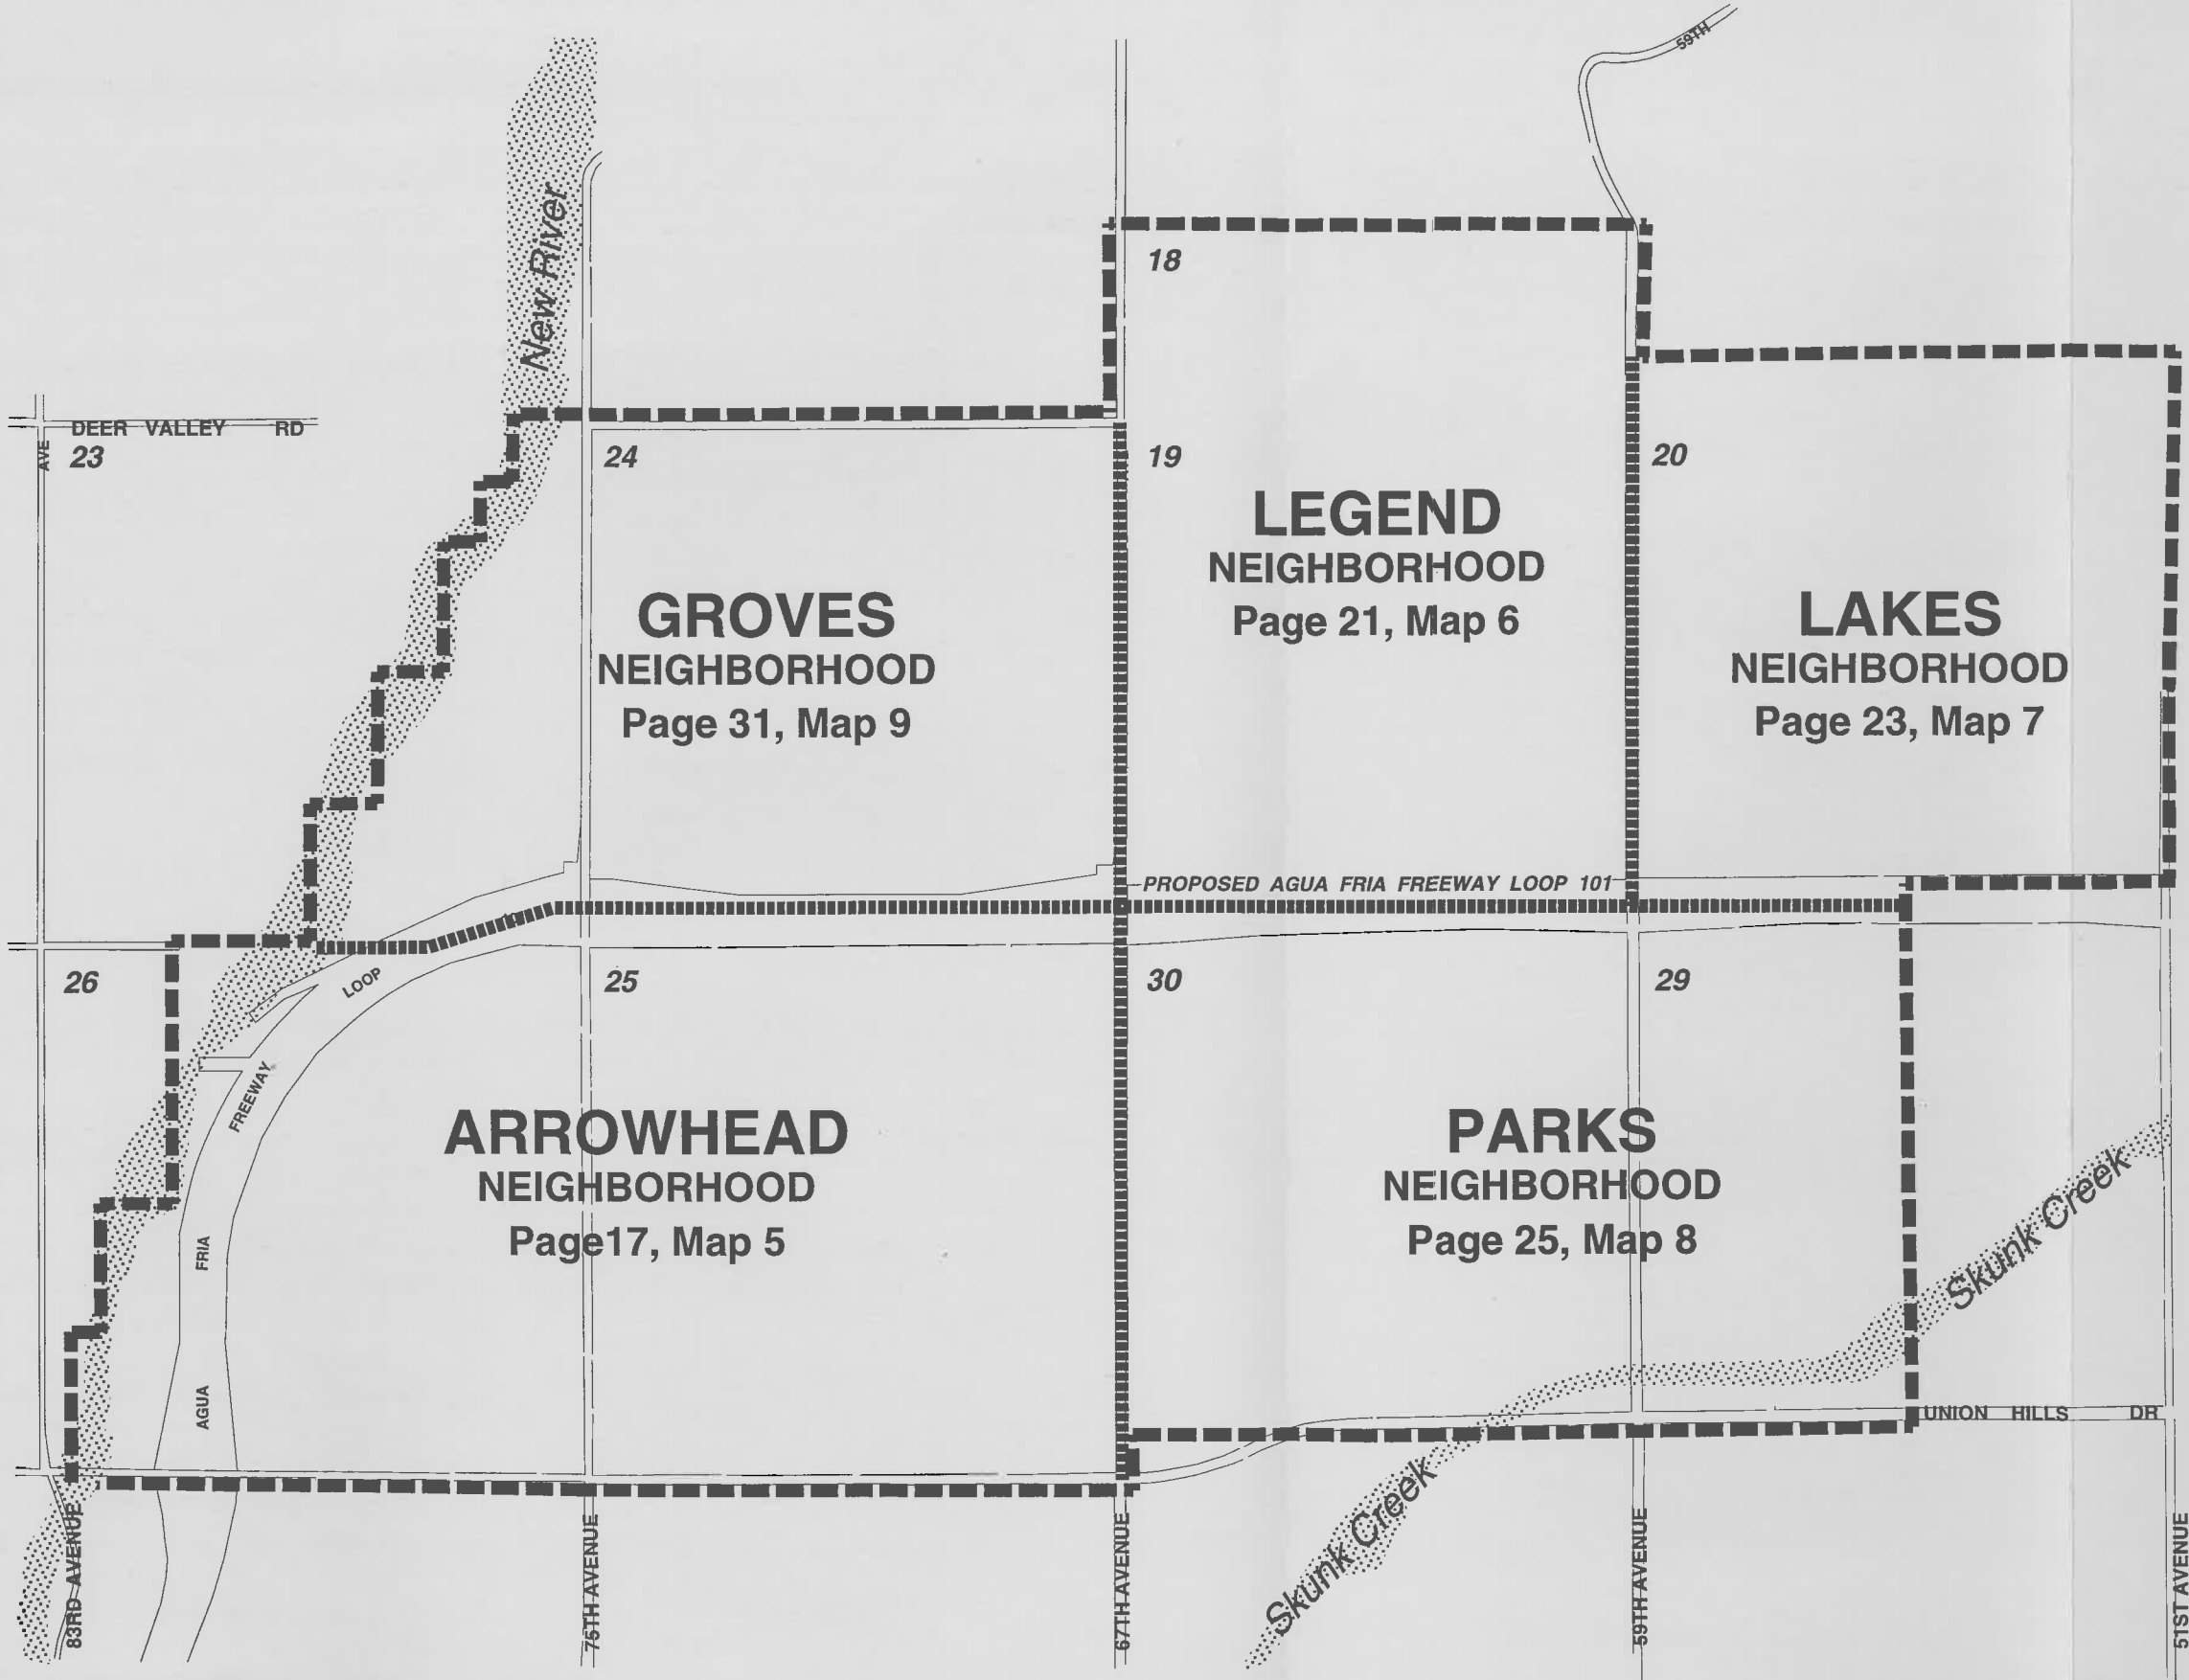 59TH
New River
18
DEER VALLEY RD
AVE
23
24
19
20
LEGEND
NEIGHBORHOOD
Page 21, Map 6
GROVES
NEIGHBORHOOD
Page 31, Map 9
LAKES
NEIGHBORHOOD
Page 23, Map 7
PROPOSED AGUA FRIA FREEWAY LOOP 101
26
LOOP
25
30
29
FREEWAY
ARROWHEAD
NEIGHBORHOOD
Page17, Map 5
PARKS
NEIGHBORHOOD
Page 25, Map 8
Skunk Creek
FRIA
AGUA
UNION HILLS DR
Skunk Creek
83RD AVENUE
75TH AVENUE
67TH AVENUE
59TH AVENUE
51ST AVENUE